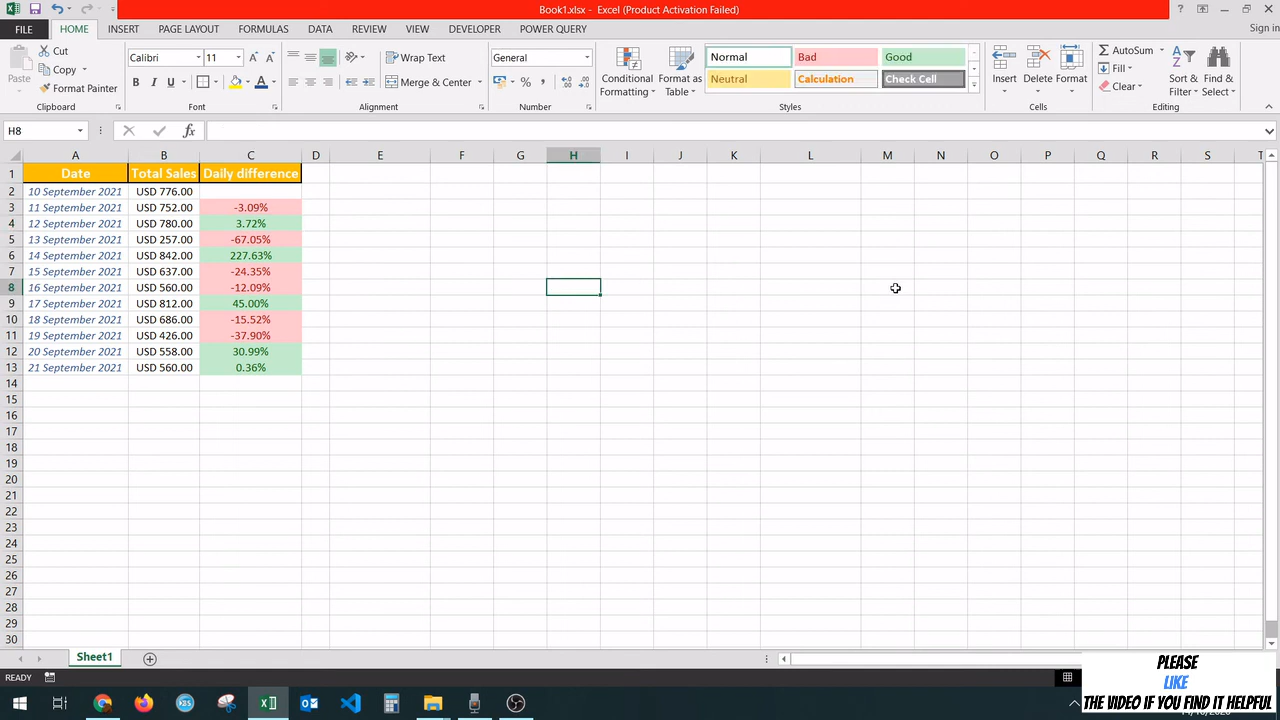 Book1.xlsx - Excel (Product Activation Failed)
FILE HOME INSERT PAGE LAYOUT FORMULAS DATA REVIEW VIEW DEVELOPER POWER QUERY Sign in
Paste Cut Copy Format Painter Clipboard
Calibri 11 B I U A Font
Wrap Text Merge & Center Alignment
General % , Number
Conditional Formatting Format as Table
Normal Bad Good
Neutral Calculation Check Cell
Styles
Insert Delete Format Cells
AutoSum Fill Clear Sort & Filter Find & Select Editing
H8 fx
A B C D E F G H I J K L M N O P Q R S T
1 Date Total Sales Daily difference
2 10 September 2021 USD 776.00
3 11 September 2021 USD 752.00 -3.09%
4 12 September 2021 USD 780.00 3.72%
5 13 September 2021 USD 257.00 -67.05%
6 14 September 2021 USD 842.00 227.63%
7 15 September 2021 USD 637.00 -24.35%
8 16 September 2021 USD 560.00 -12.09%
9 17 September 2021 USD 812.00 45.00%
10 18 September 2021 USD 686.00 -15.52%
11 19 September 2021 USD 426.00 -37.90%
12 20 September 2021 USD 558.00 30.99%
13 21 September 2021 USD 560.00 0.36%
14
15
16
17
18
19
20
21
22
23
24
25
26
27
28
29
30
Sheet1
READY
PLEASE
LIKE
THE VIDEO IF YOU FIND IT HELPFUL